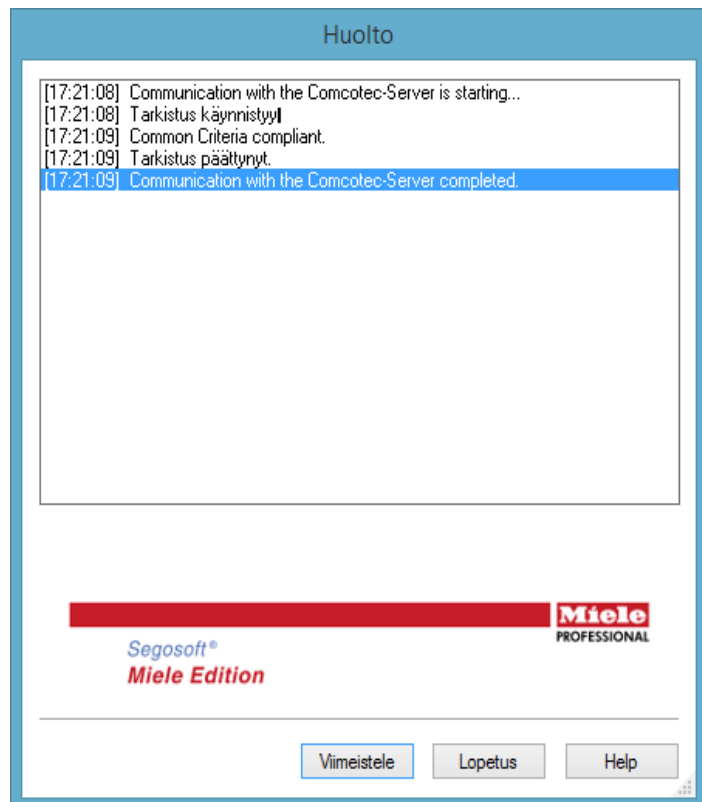 Huolto
[17:21:08] Communication with the Comcotec-Server is starting...
[17:21:08] Tarkistus käynnistyy|
[17:21:09] Common Criteria compliant.
[17:21:09] Tarkistus päättynyt.
[17:21:09] Communication with the Comcotec-Server completed.
Miele
PROFESSIONAL
Segosoft®
Miele Edition
Viimeistele Lopetus Help